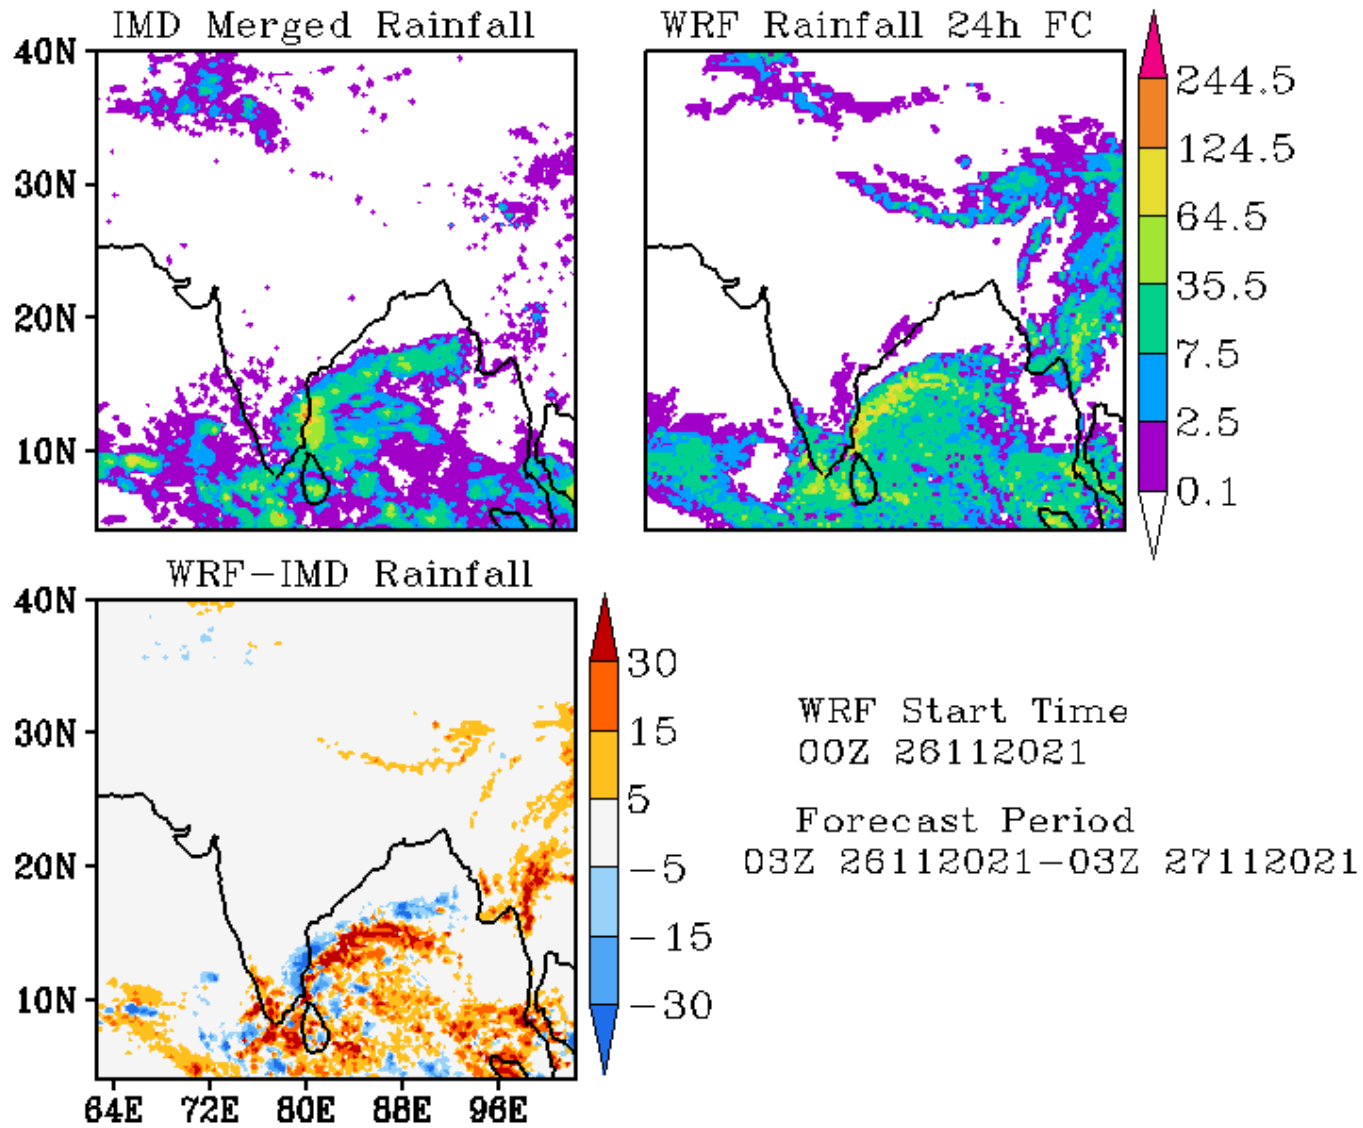 IMD Merged Rainfall
WRF Rainfall 24h FC
40N
30N
20N
10N
244.5
124.5
64.5
35.5
7.5
2.5
0.1
WRF-IMD Rainfall
40N
30N
20N
10N
64E 72E 80E 88E 96E
30
15
5
-5
-15
-30
WRF Start Time
00Z 26112021
Forecast Period
03Z 26112021-03Z 27112021